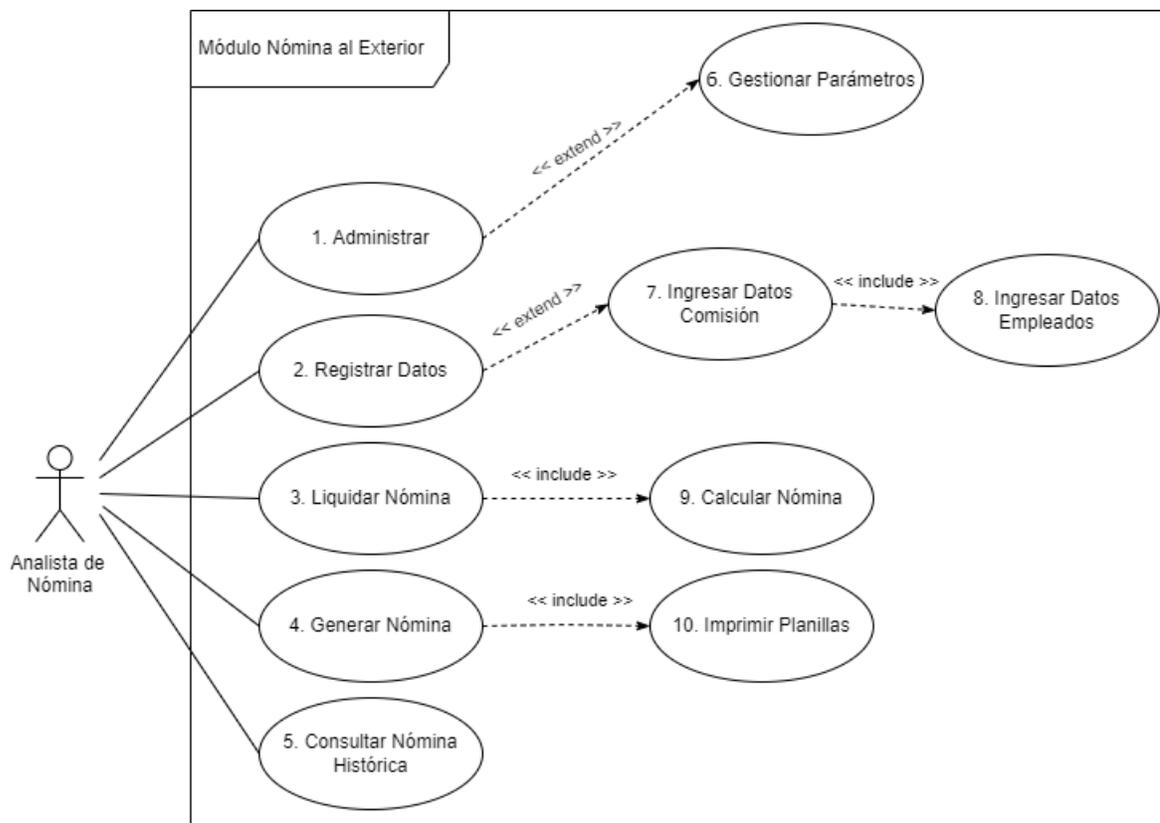 Módulo Nómina al Exterior
6. Gestionar Parámetros
<< extend >>
1. Administrar
7. Ingresar Datos
Comisión
<< include >>
8. Ingresar Datos
Empleados
<< extend >>
2. Registrar Datos
3. Liquidar Nómina
<< include >>
9. Calcular Nómina
Analista de
Nómina
4. Generar Nómina
<< include >>
10. Imprimir Planillas
5. Consultar Nómina
Histórica